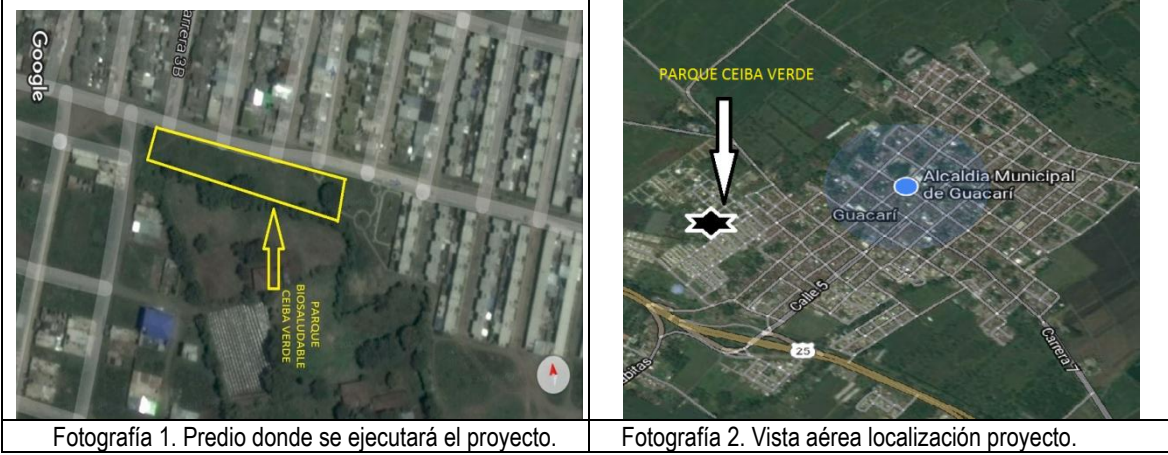 Google
Carrera 3B
PARQUE
BIOSALUDABLE
CEIBA VERDE
PARQUE CEIBA VERDE
Alcaldía Municipal
de Guacarí
Guacarí
Calle 5
25
Carrera 7
Fotografía 1. Predio donde se ejecutará el proyecto.
Fotografía 2. Vista aérea localización proyecto.